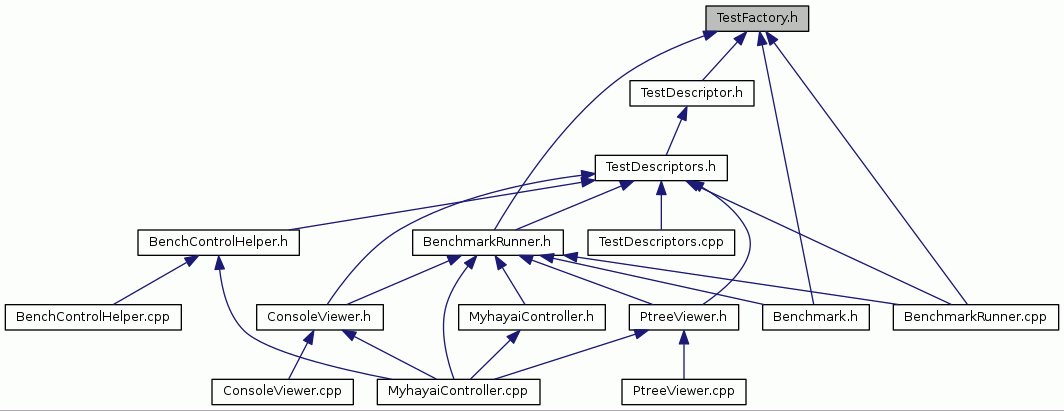 TestFactory.h
TestDescriptor.h
TestDescriptors.h
BenchControlHelper.h
BenchmarkRunner.h
TestDescriptors.cpp
BenchControlHelper.cpp
ConsoleViewer.h
MyhayaiController.h
PtreeViewer.h
Benchmark.h
BenchmarkRunner.cpp
ConsoleViewer.cpp
MyhayaiController.cpp
PtreeViewer.cpp